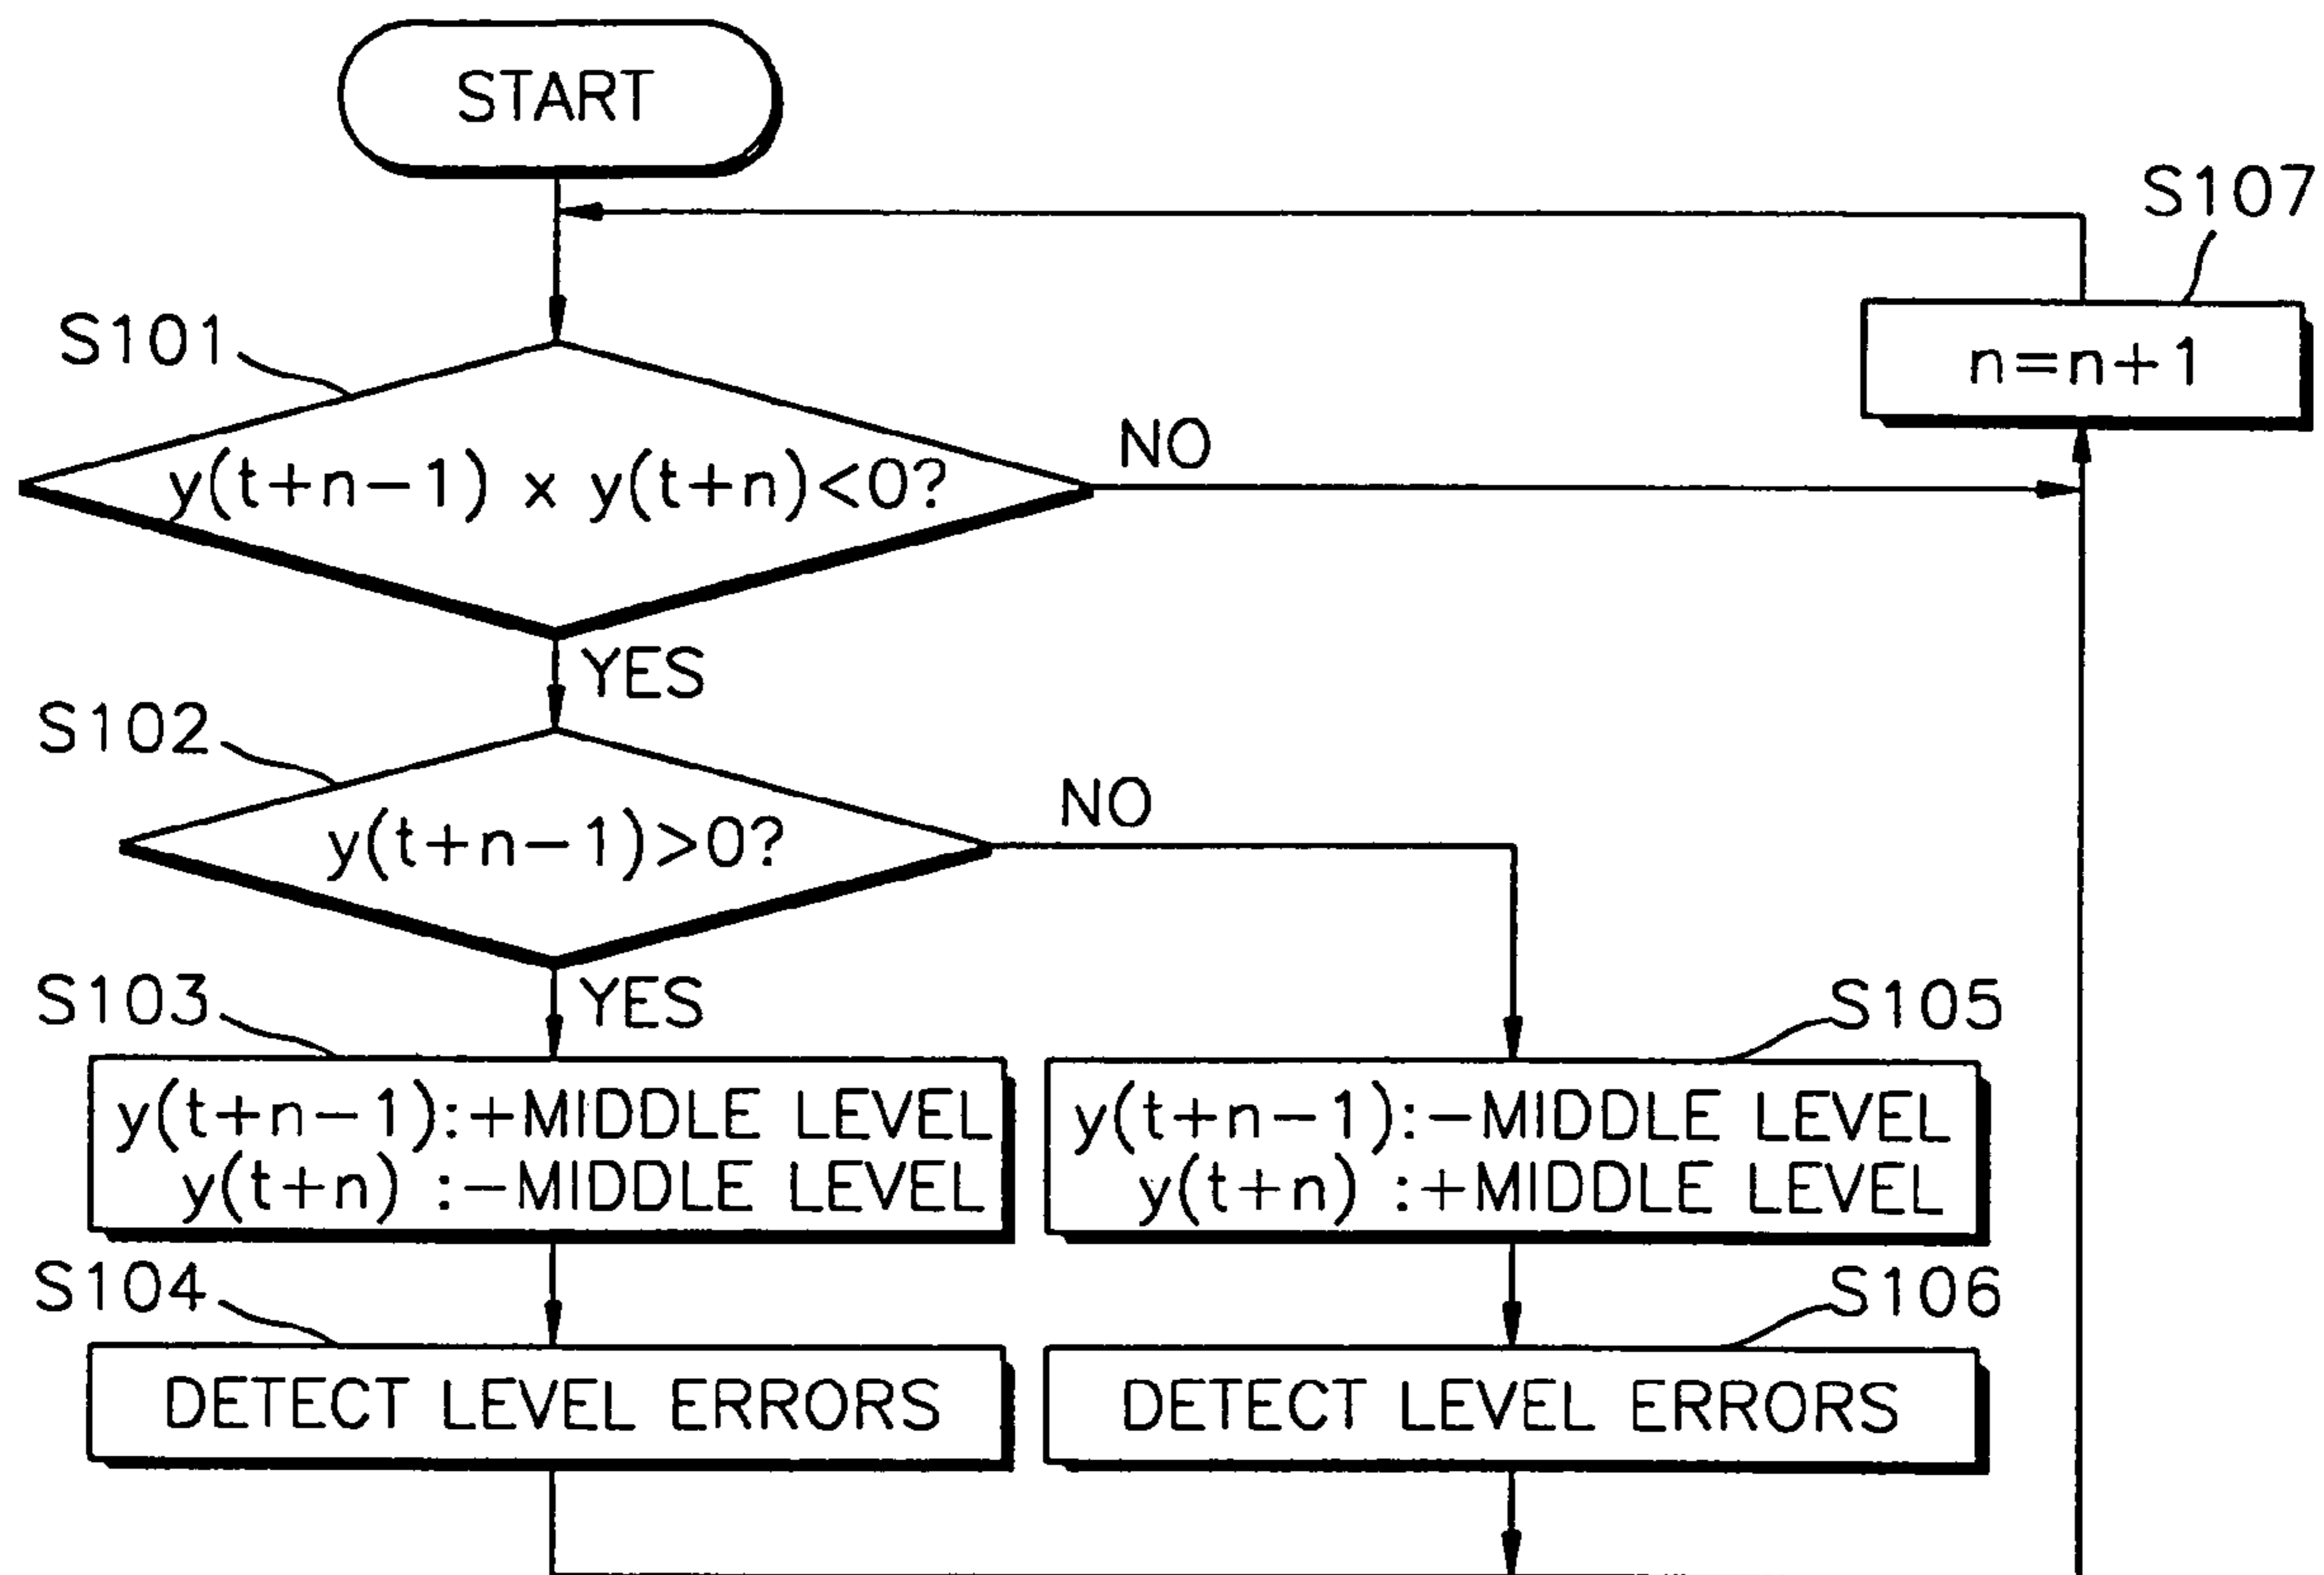 START
S107
n=n+1
S101
y(t+n-1) x y(t+n)<0?
NO
YES
S102
y(t+n-1)>0?
NO
YES
S103
y(t+n-1):+MIDDLE LEVEL
y(t+n) :-MIDDLE LEVEL
S105
y(t+n-1):-MIDDLE LEVEL
y(t+n) :+MIDDLE LEVEL
S104
DETECT LEVEL ERRORS
S106
DETECT LEVEL ERRORS